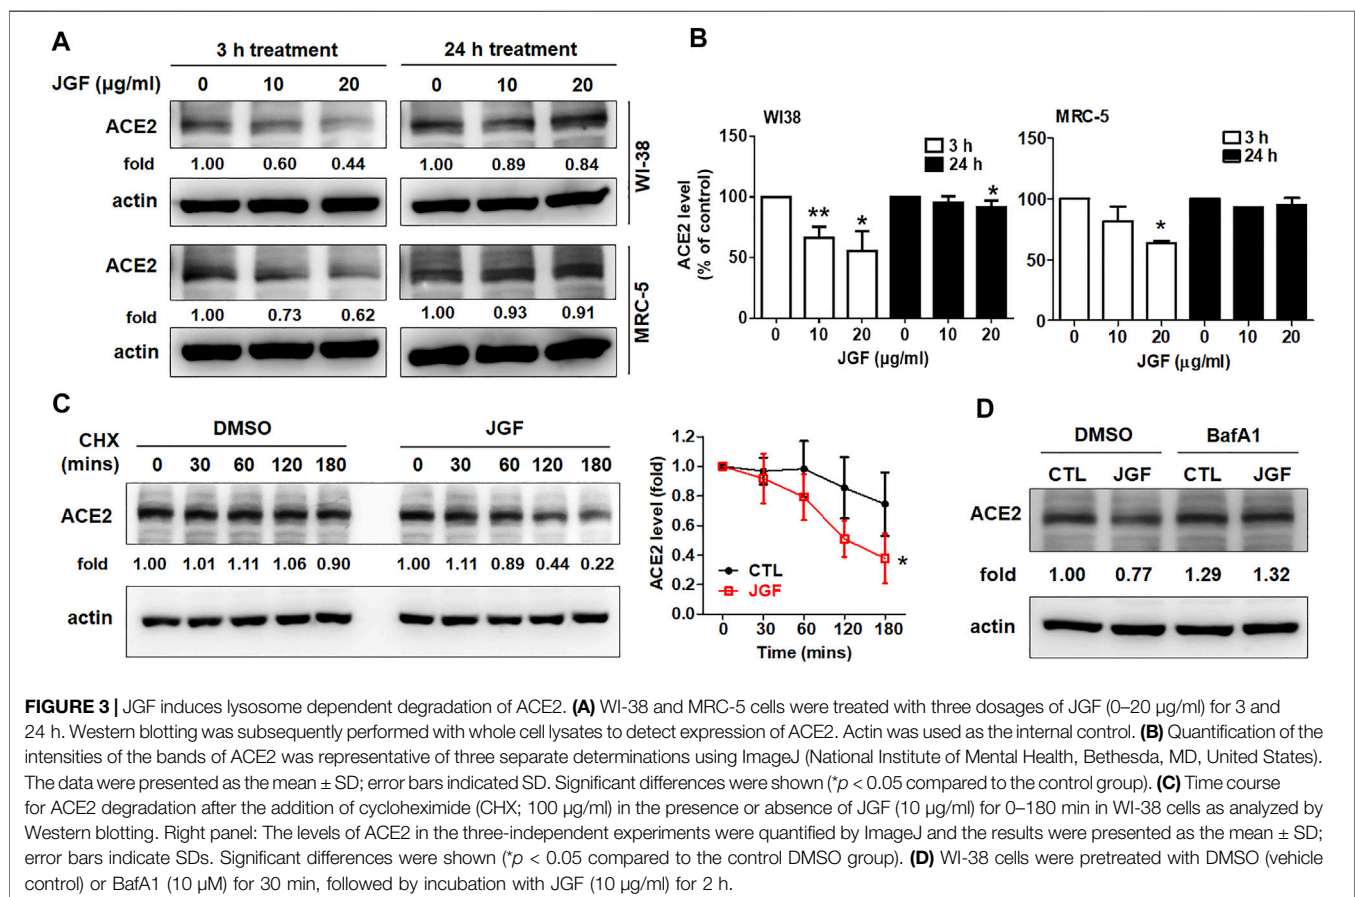 A
3 h treatment
24 h treatment
JGF (µg/ml)
0 10 20
0 10 20
ACE2
fold
1.00 0.60 0.44
1.00 0.89 0.84
actin
WI-38
ACE2
fold
1.00 0.73 0.62
1.00 0.93 0.91
actin
MRC-5
B
WI38
3 h
24 h
ACE2 level
(% of control)
150
100
50
0
** * *
0 10 20 0 10 20
JGF (µg/ml)
MRC-5
3 h
24 h
150
100
50
0
*
0 10 20 0 10 20
JGF (µg/ml)
C
DMSO
JGF
CHX
(mins)
0 30 60 120 180
0 30 60 120 180
ACE2
fold
1.00 1.01 1.11 1.06 0.90
1.00 1.11 0.89 0.44 0.22
actin
ACE2 level (fold)
1.2
1.0
0.8
0.6
0.4
0.2
0.0
*
CTL
JGF
0 30 60 120 180
Time (mins)
D
DMSO BafA1
CTL JGF CTL JGF
ACE2
fold 1.00 0.77 1.29 1.32
actin
FIGURE 3 | JGF induces lysosome dependent degradation of ACE2. (A) WI-38 and MRC-5 cells were treated with three dosages of JGF (0–20 µg/ml) for 3 and
24 h. Western blotting was subsequently performed with whole cell lysates to detect expression of ACE2. Actin was used as the internal control. (B) Quantification of the
intensities of the bands of ACE2 was representative of three separate determinations using ImageJ (National Institute of Mental Health, Bethesda, MD, United States).
The data were presented as the mean ± SD; error bars indicated SD. Significant differences were shown (*p < 0.05 compared to the control group). (C) Time course
for ACE2 degradation after the addition of cycloheximide (CHX; 100 µg/ml) in the presence or absence of JGF (10 µg/ml) for 0–180 min in WI-38 cells as analyzed by
Western blotting. Right panel: The levels of ACE2 in the three-independent experiments were quantified by ImageJ and the results were presented as the mean ± SD;
error bars indicate SDs. Significant differences were shown (*p < 0.05 compared to the control DMSO group). (D) WI-38 cells were pretreated with DMSO (vehicle
control) or BafA1 (10 µM) for 30 min, followed by incubation with JGF (10 µg/ml) for 2 h.